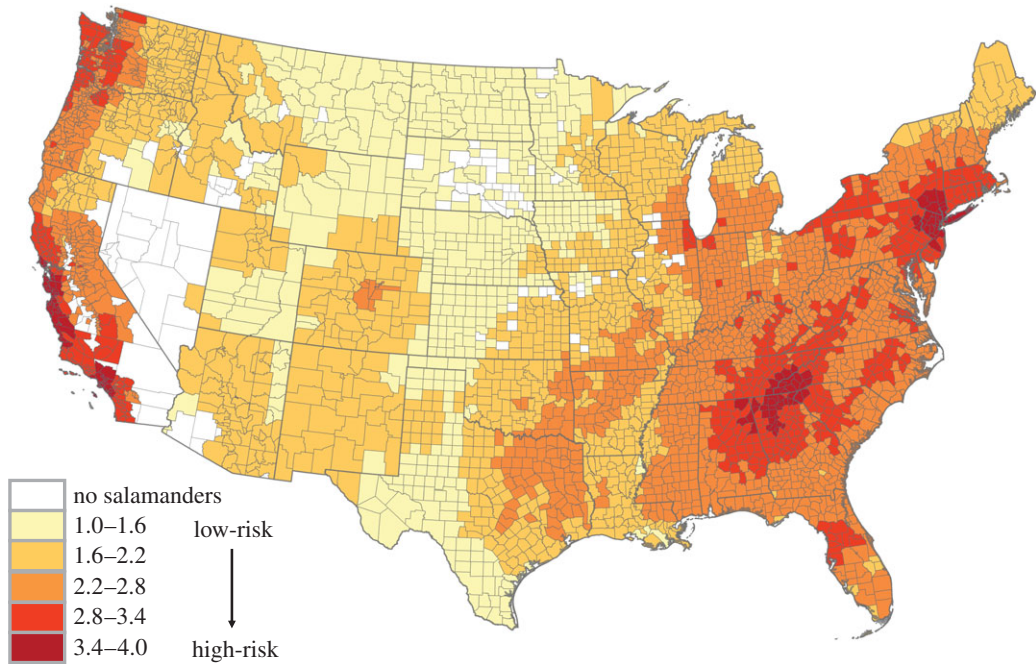 no salamanders
1.0–1.6
low-risk
1.6–2.2
2.2–2.8
2.8–3.4
3.4–4.0
high-risk